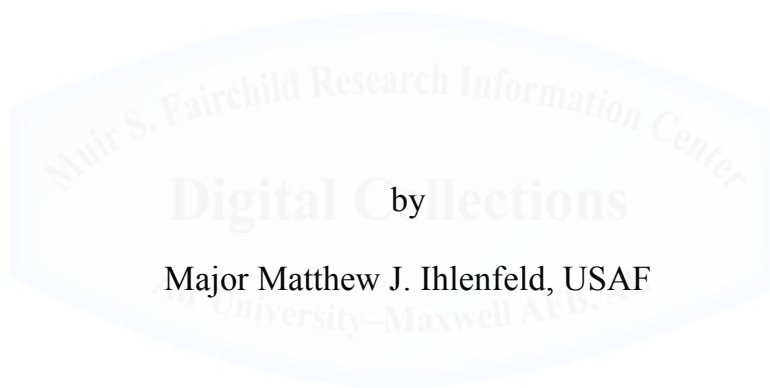 Muir S. Fairchild Research Information Center
Digital Collections
by
Major Matthew J. Ihlenfeld, USAF
University–Maxwell AFB,